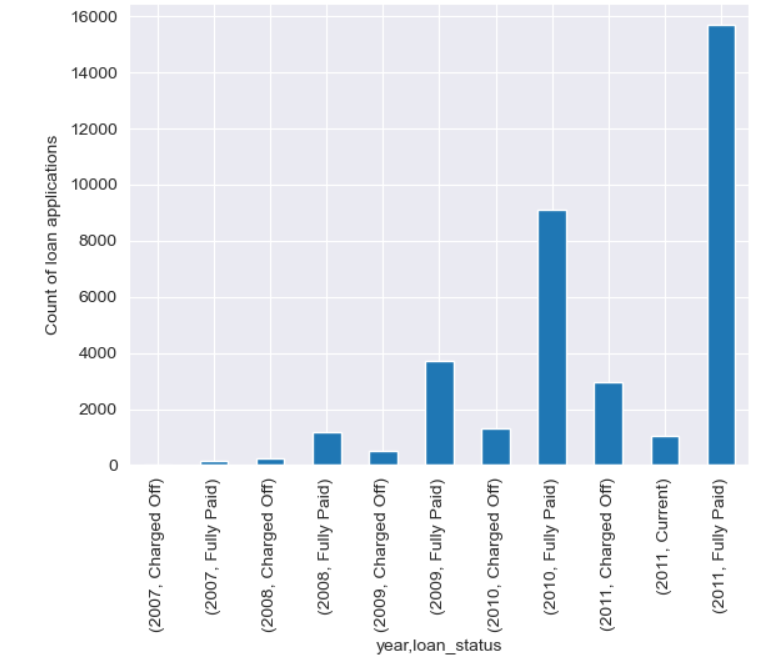 16000
14000
12000
10000
8000
6000
4000
2000
0
Count of loan applications
(2007, Charged Off)
(2007, Fully Paid)
(2008, Charged Off)
(2008, Fully Paid)
(2009, Charged Off)
(2009, Fully Paid)
(2010, Charged Off)
(2010, Fully Paid)
(2011, Charged Off)
(2011, Current)
(2011, Fully Paid)
year,loan_status